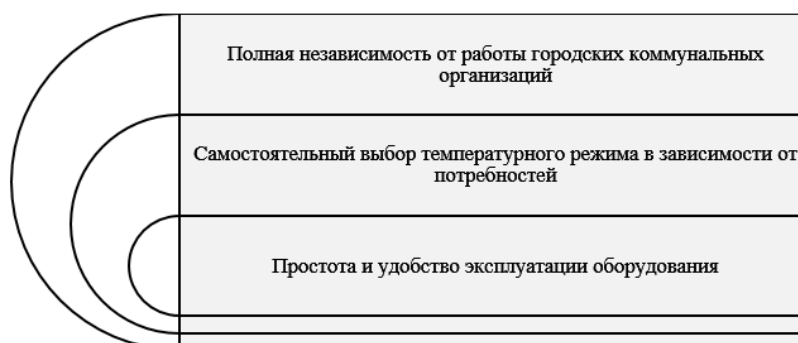 Полная независимость от работы городских коммунальных
организаций
Самостоятельный выбор температурного режима в зависимости от
потребностей
Простота и удобство эксплуатации оборудования